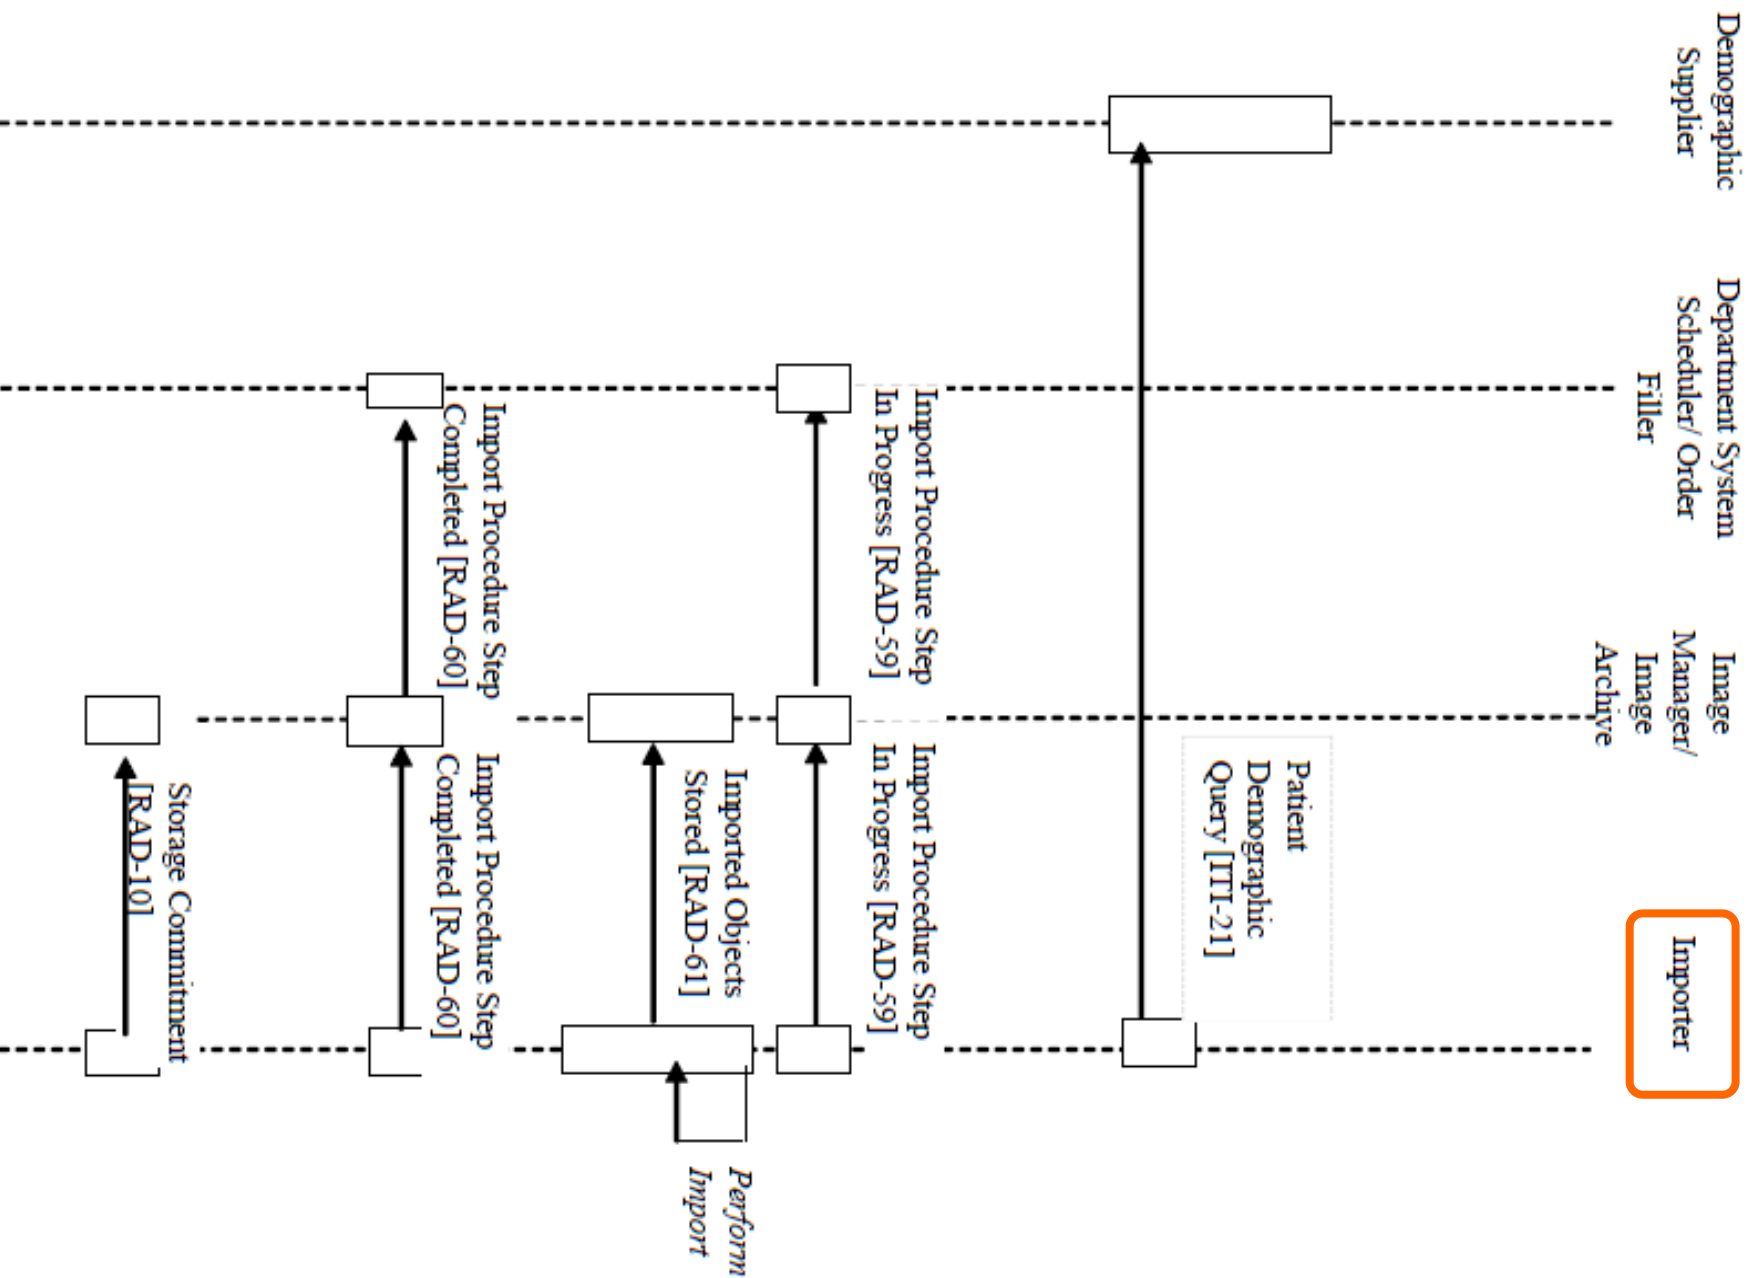 Demographic
Supplier
Department System
Scheduler/ Order
Filler
Image
Manager/
Image
Archive
Importer
Patient
Demographic
Query [ITI-21]
Import Procedure Step
In Progress [RAD-59]
Import Procedure Step
In Progress [RAD-59]
Perform
Import
Imported Objects
Stored [RAD-61]
Import Procedure Step
Completed [RAD-60]
Import Procedure Step
Completed [RAD-60]
Storage Commitment
[RAD-10]